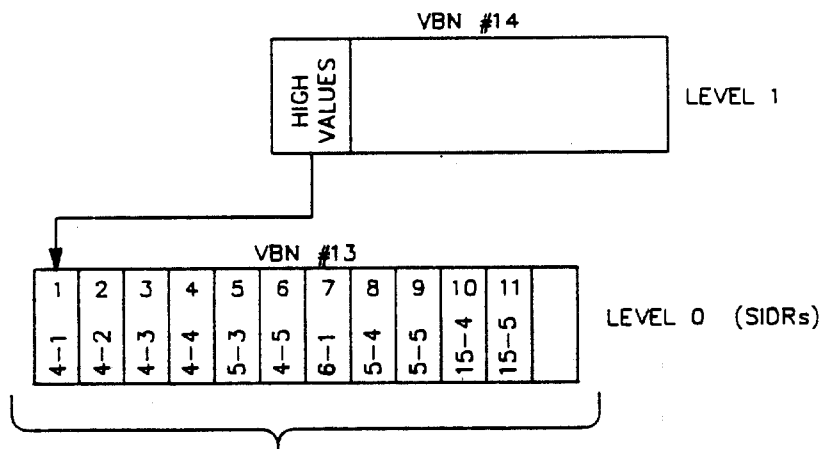 VBN #14
HIGH VALUES
LEVEL 1
VBN #13
1 2 3 4 5 6 7 8 9 10 11
4-1 4-2 4-3 4-4 5-3 4-5 6-1 5-4 5-5 15-4 15-5
LEVEL 0 (SIDRs)